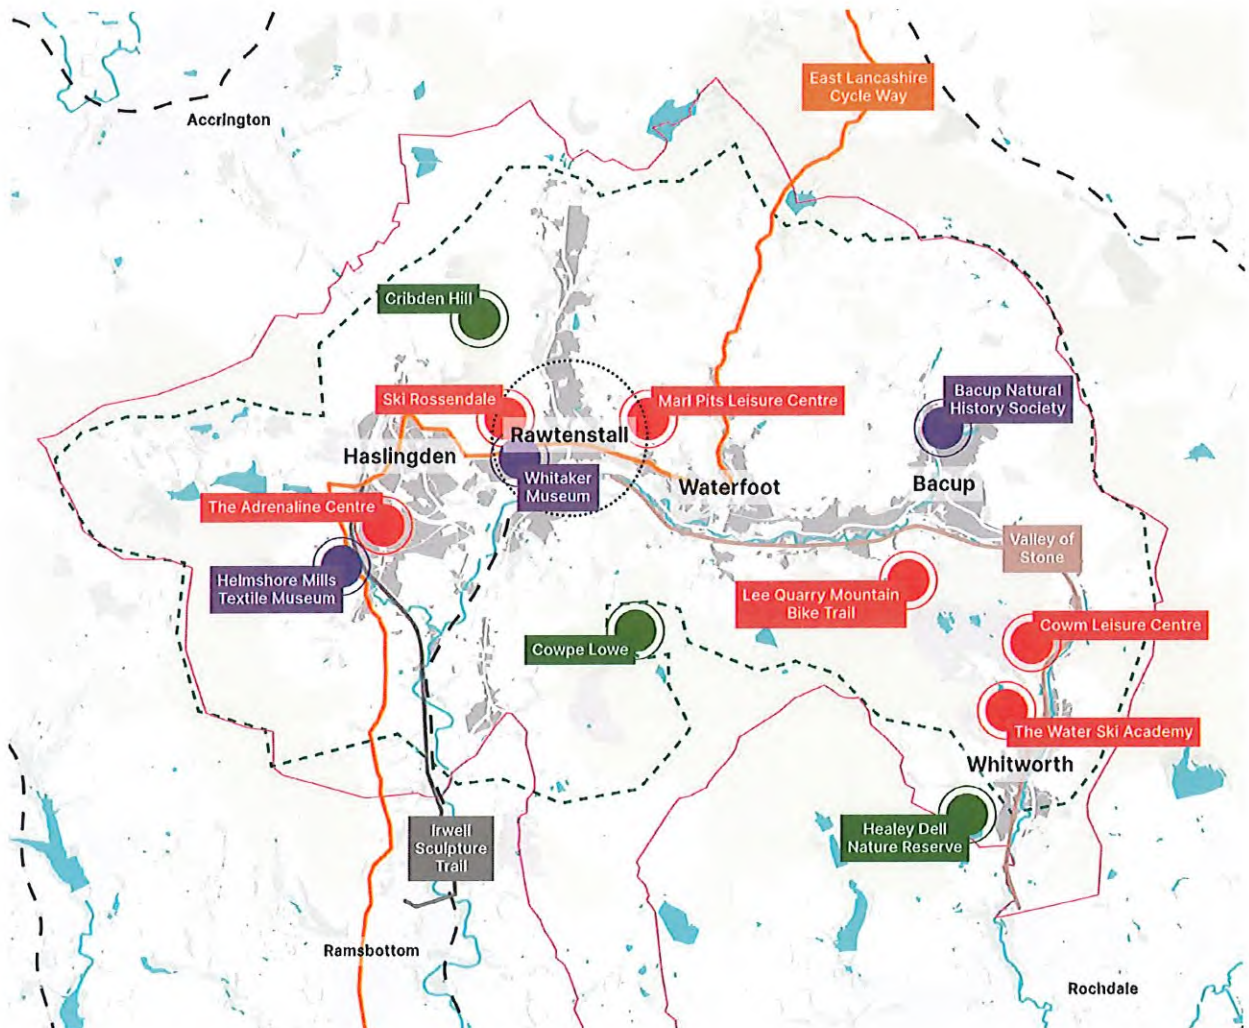 East Lancashire
Cycle Way
Accrington
Cribden Hill
Ski Rossendale
Marl Pits Leisure Centre
Bacup Natural
History Society
Rawtenstall
Haslingden
Whitaker
Museum
Waterfoot
Bacup
The Adrenaline Centre
Valley of
Stone
Helmshore Mills
Textile Museum
Lee Quarry Mountain
Bike Trail
Cowm Leisure Centre
Cowpe Lowe
The Water Ski Academy
Whitworth
Irwell
Sculpture
Trail
Healey Dell
Nature Reserve
Ramsbottom
Rochdale